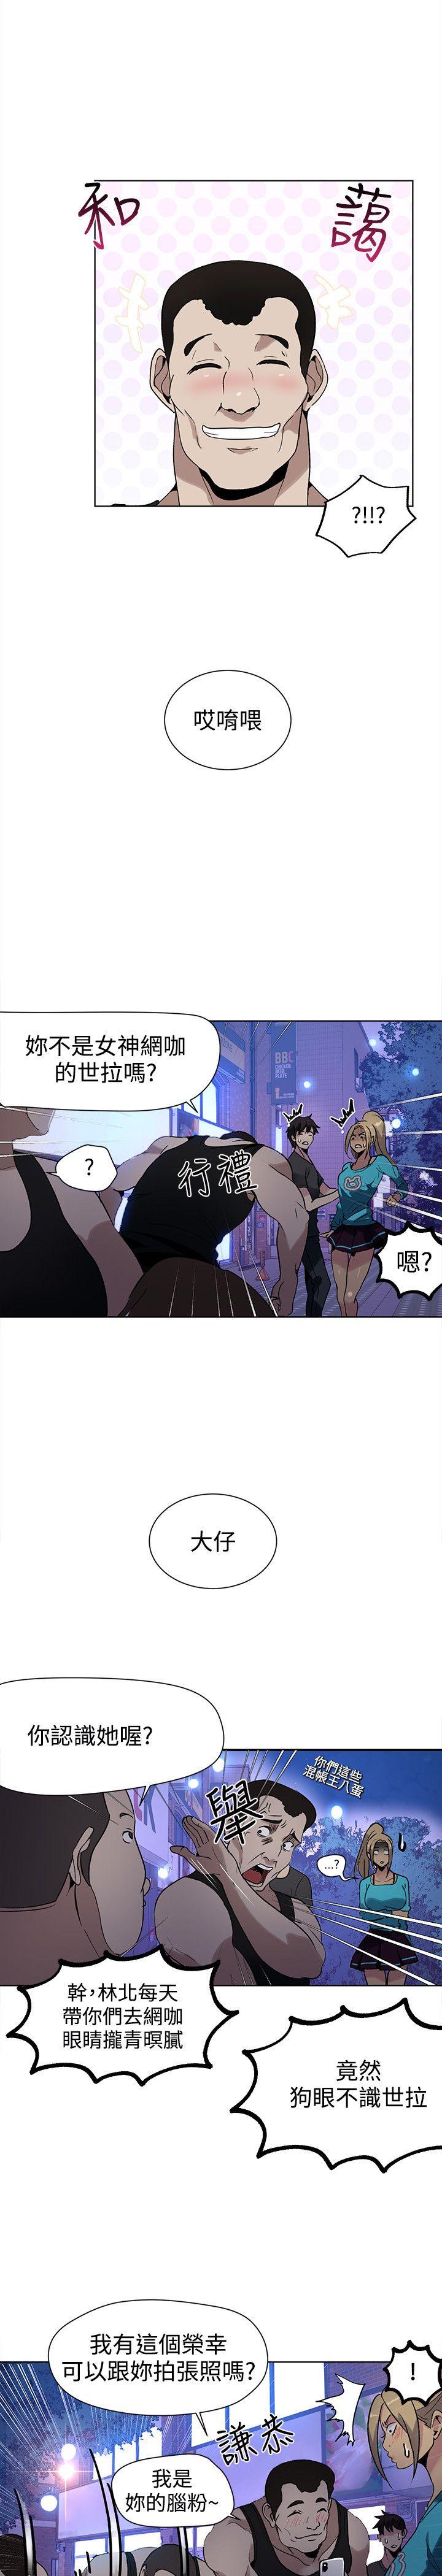 和藹
?!!?
哎唷喂
妳不是女神網咖
的世拉嗎?
?
BBC
CHICKEN
BEER
PLATE
行禮
嗯?
大仔
你認識她喔?
你們這些
混帳王八蛋
舉
...?
幹,林北每天
帶你們去網咖
眼睛攏青暝膩
竟然
狗眼不識世拉
我有這個榮幸
可以跟妳拍張照嗎?
!
謙恭
我是
妳的腦粉~